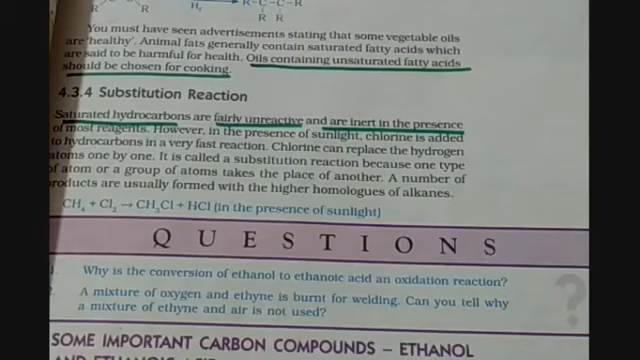 R
R
H₂
R–C–C–R
R R
You must have seen advertisements stating that some vegetable oils
are 'healthy'. Animal fats generally contain saturated fatty acids which
are said to be harmful for health. Oils containing unsaturated fatty acids
should be chosen for cooking.
4.3.4 Substitution Reaction
Saturated hydrocarbons are fairly unreactive and are inert in the presence
of most reagents. However, in the presence of sunlight, chlorine is added
to hydrocarbons in a very fast reaction. Chlorine can replace the hydrogen
atoms one by one. It is called a substitution reaction because one type
of atom or a group of atoms takes the place of another. A number of
products are usually formed with the higher homologues of alkanes.
CH₄ + Cl₂ → CH₃Cl + HCl (in the presence of sunlight)
QUESTIONS
Why is the conversion of ethanol to ethanoic acid an oxidation reaction?
A mixture of oxygen and ethyne is burnt for welding. Can you tell why
a mixture of ethyne and air is not used?
?
SOME IMPORTANT CARBON COMPOUNDS – ETHANOL
AND ETHANOIC